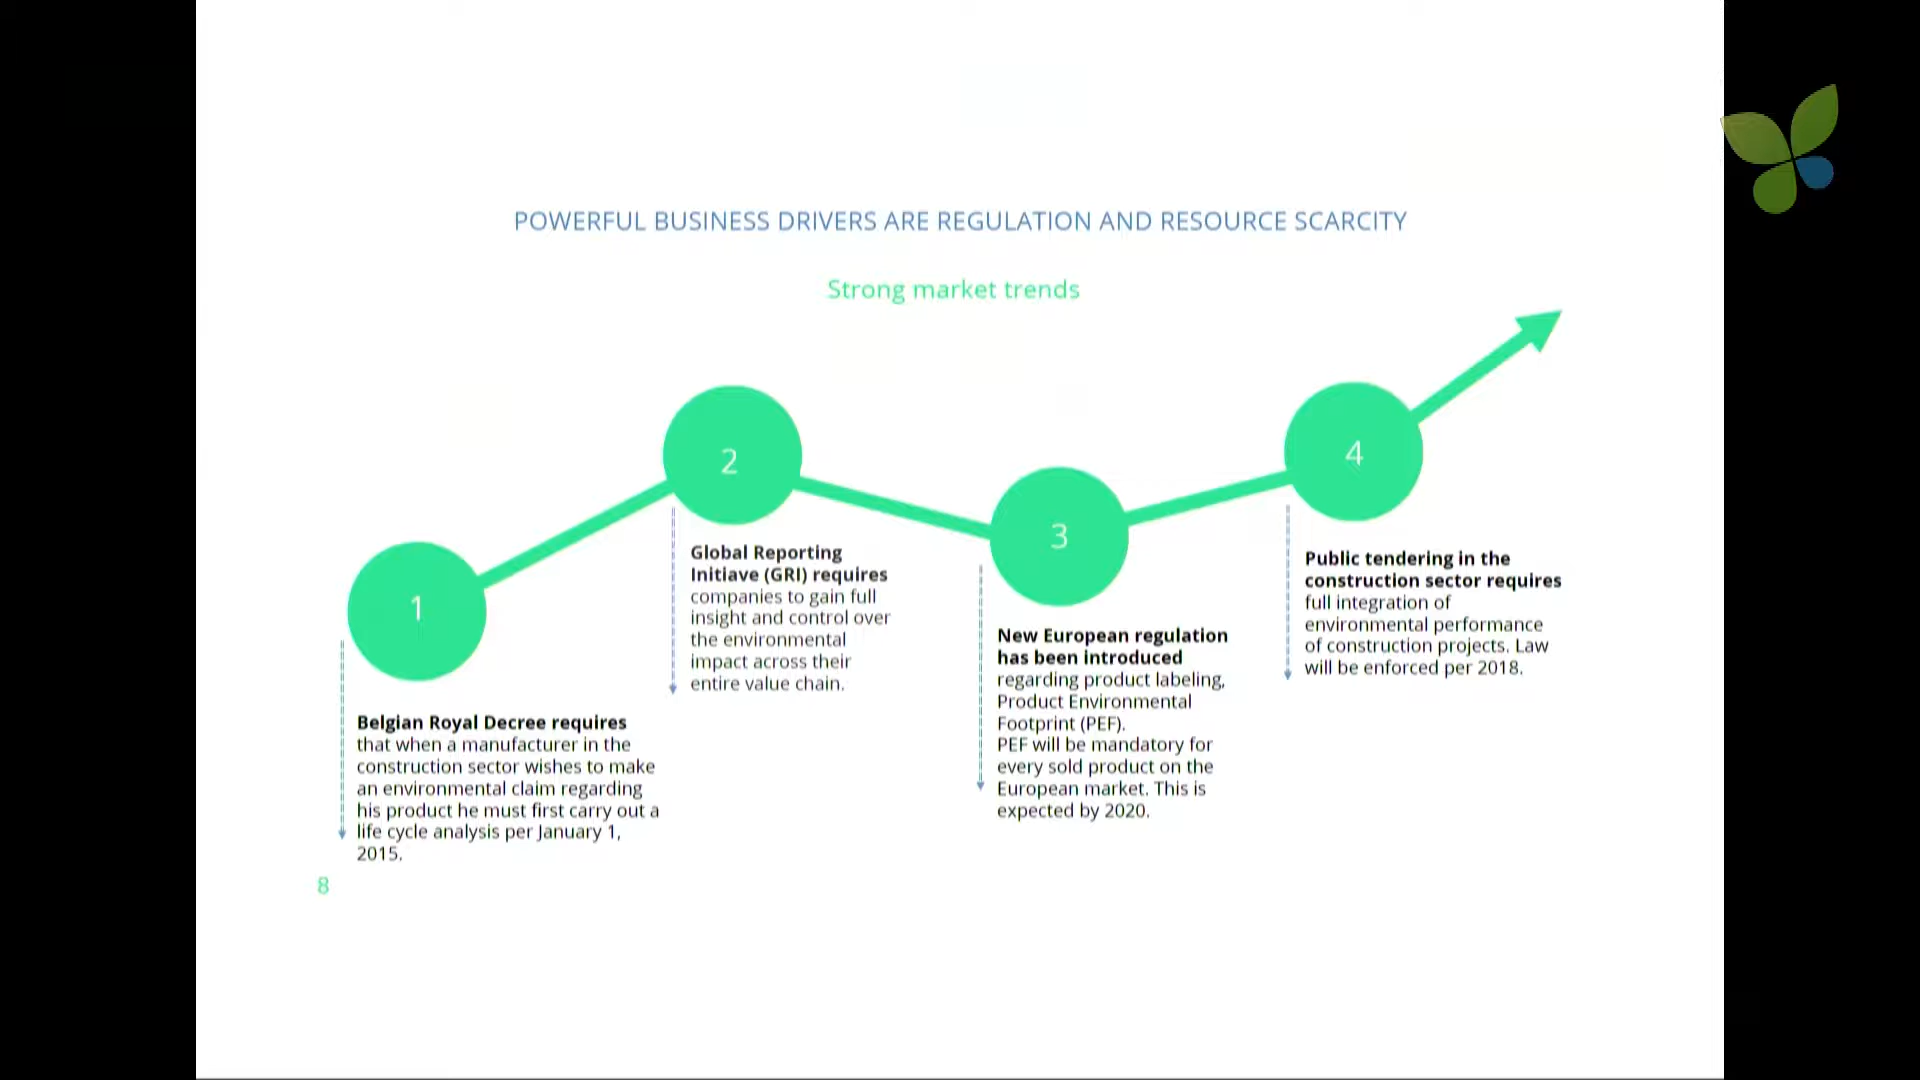 POWERFUL BUSINESS DRIVERS ARE REGULATION AND RESOURCE SCARCITY
Strong market trends
1
Belgian Royal Decree requires
that when a manufacturer in the
construction sector wishes to make
an environmental claim regarding
his product he must first carry out a
life cycle analysis per January 1,
2015.
2
Global Reporting
Initiave (GRI) requires
companies to gain full
insight and control over
the environmental
impact across their
entire value chain.
3
New European regulation
has been introduced
regarding product labeling,
Product Environmental
Footprint (PEF).
PEF will be mandatory for
every sold product on the
European market. This is
expected by 2020.
4
Public tendering in the
construction sector requires
full integration of
environmental performance
of construction projects. Law
will be enforced per 2018.
8